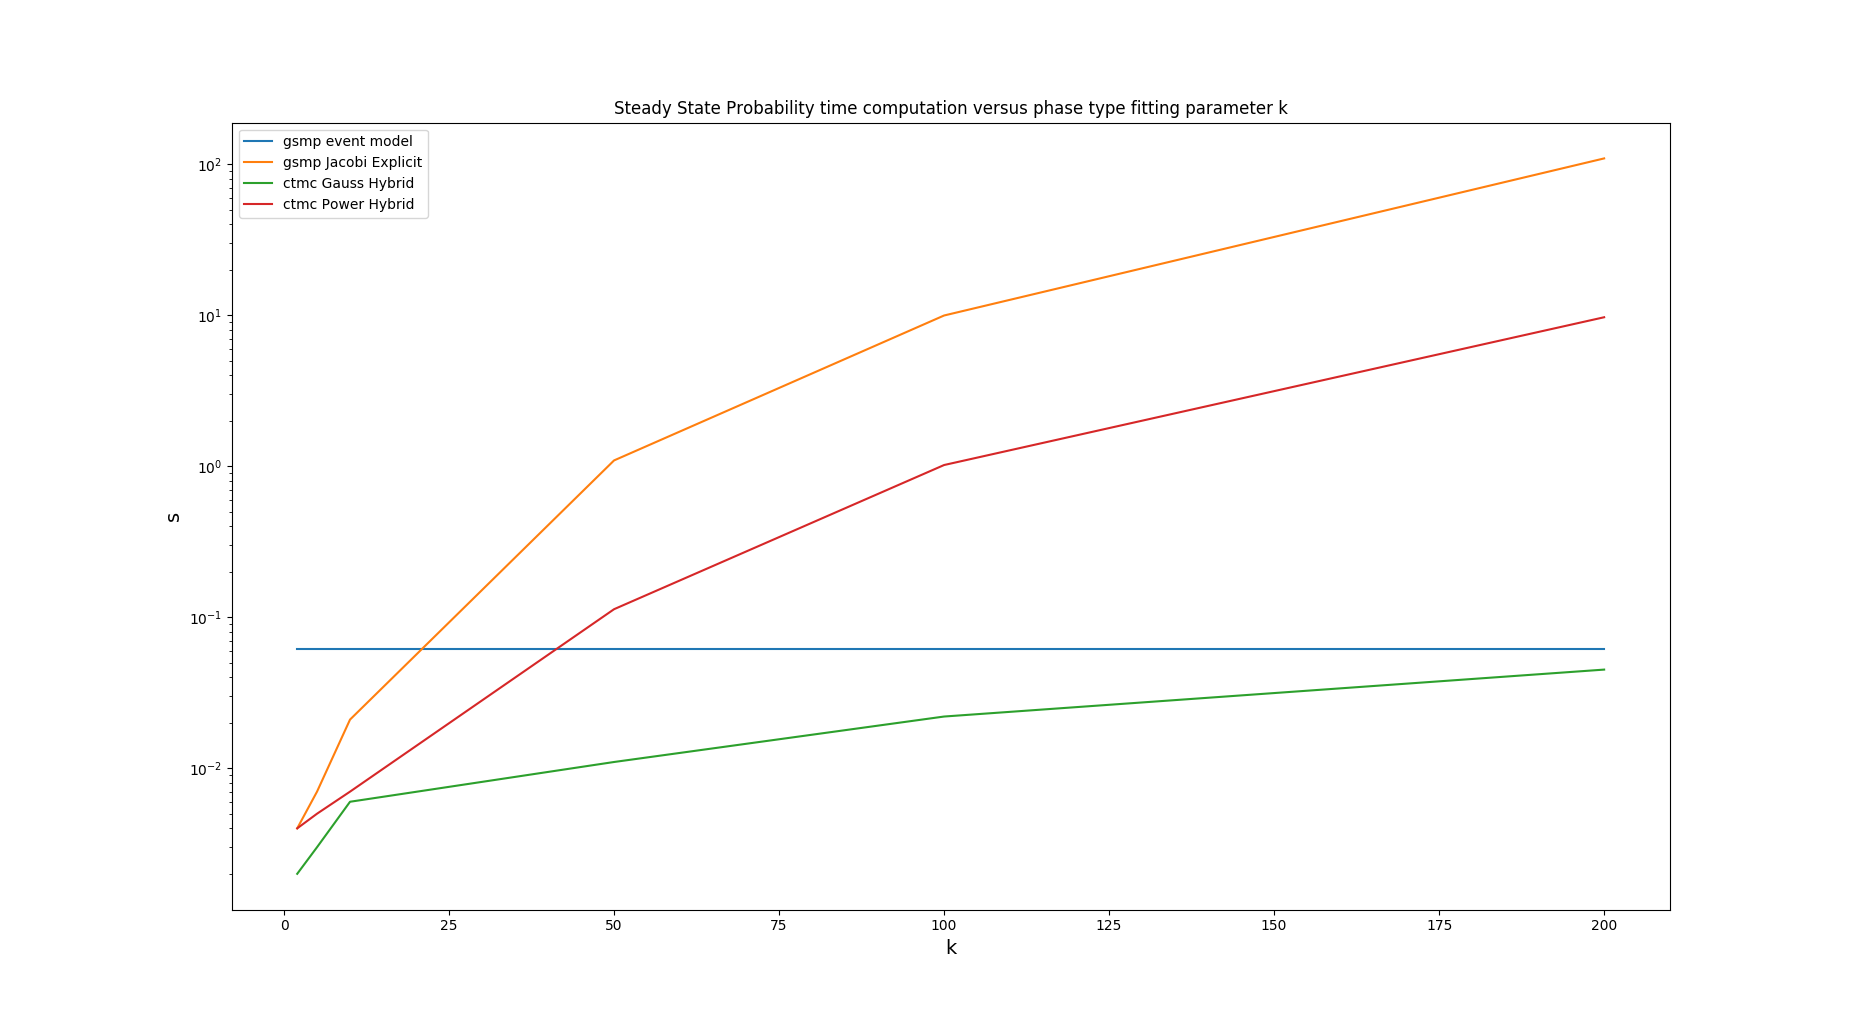 Steady State Probability time computation versus phase type fitting parameter k
gsmp event model
gsmp Jacobi Explicit
ctmc Gauss Hybrid
ctmc Power Hybrid
10²
10¹
10⁰
10⁻¹
10⁻²
s
0 25 50 75 100 125 150 175 200
k